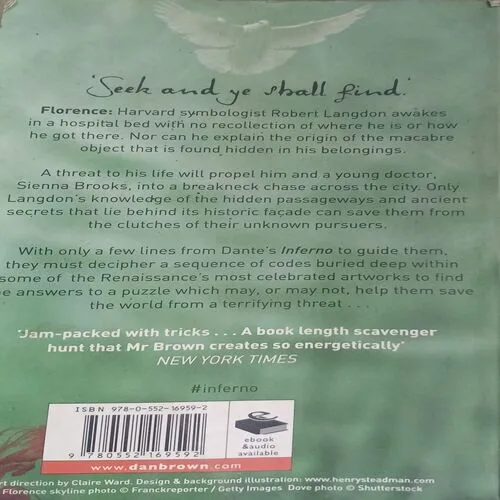 'Seek and ye shall find.'
Florence: Harvard symbologist Robert Langdon awakes
in a hospital bed with no recollection of where he is or how
he got there. Nor can he explain the origin of the macabre
object that is found hidden in his belongings.
A threat to his life will propel him and a young doctor,
Sienna Brooks, into a breakneck chase across the city. Only
Langdon's knowledge of the hidden passageways and ancient
secrets that lie behind its historic façade can save them from
the clutches of their unknown pursuers.
With only a few lines from Dante's Inferno to guide them,
they must decipher a sequence of codes buried deep within
some of the Renaissance's most celebrated artworks to find
e answers to a puzzle which may, or may not, help them save
the world from a terrifying threat . . .
'Jam-packed with tricks . . . A book length scavenger
hunt that Mr Brown creates so energetically'
NEW YORK TIMES
#inferno
ISBN 978-0-552-16959-2
9 780552 169592
ebook
&audio
available
www.danbrown.com
rt direction by Claire Ward. Design & background illustration: www.henrysteadman.com
Florence skyline photo © Franckreporter / Getty Images Dove photo © Shutterstock